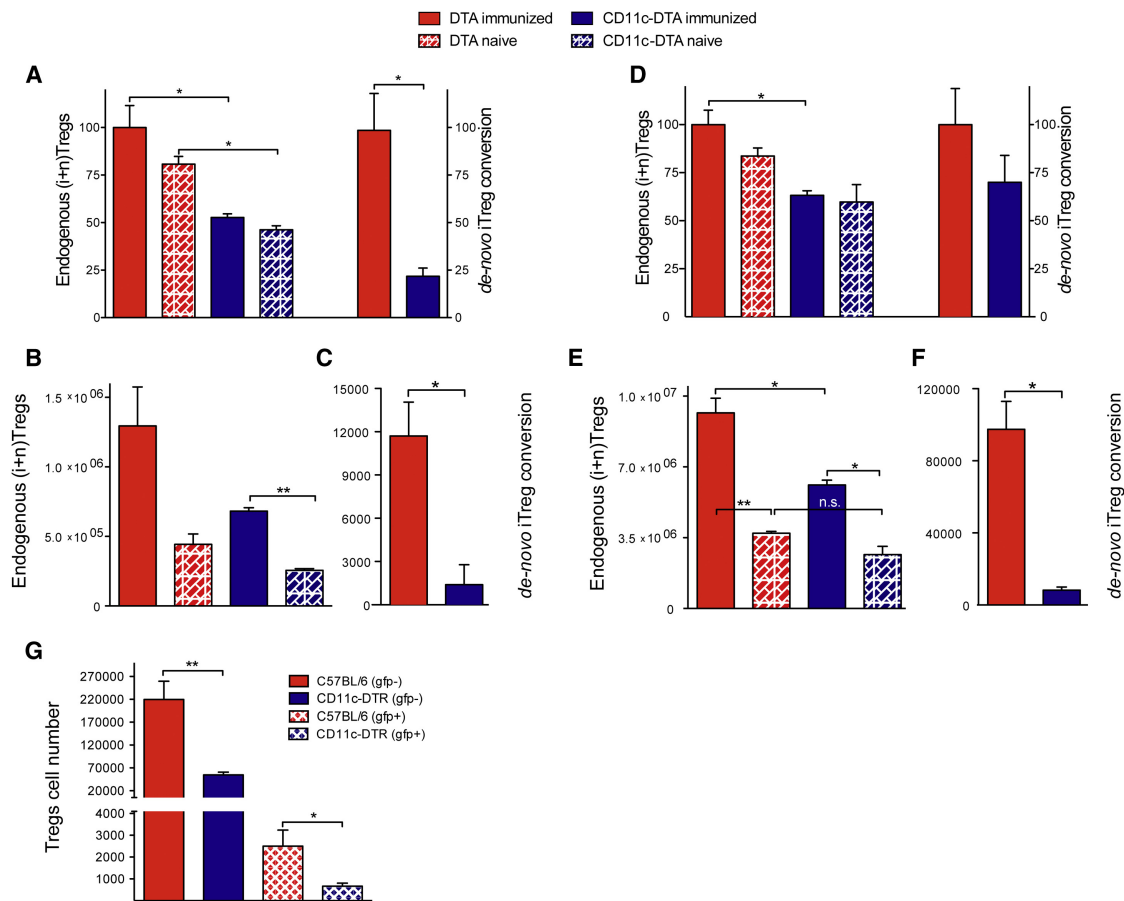 DTA immunized
CD11c-DTA immunized
DTA naive
CD11c-DTA naive
A
Endogenous (i+n)Tregs
100
75
50
25
0
*
*
*
100
75
50
25
0
de-novo iTreg conversion
D
Endogenous (i+n)Tregs
100
75
50
25
0
*
100
75
50
25
0
de-novo iTreg conversion
B
Endogenous (i+n)Tregs
1.5 ×10 06
1.0 ×10 06
5.0 ×10 05
0
**
C
15000
12000
9000
6000
3000
0
*
de-novo iTreg conversion
E
Endogenous (i+n)Tregs
1.0 ×10 07
7.0 ×10 06
3.5 ×10 06
0
*
*
**
n.s.
F
120000
80000
40000
0
*
de-novo iTreg conversion
G
Tregs cell number
270000
220000
170000
120000
70000
20000
4000
3000
2000
1000
**
*
C57BL/6 (gfp-)
CD11c-DTR (gfp-)
C57BL/6 (gfp+)
CD11c-DTR (gfp+)